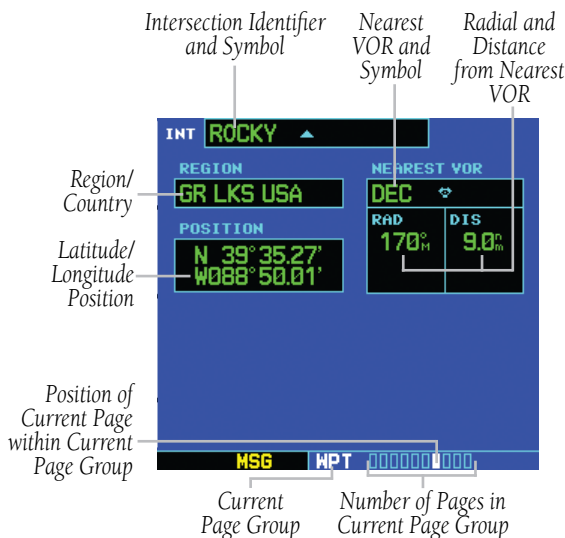 Intersection Identifier
and Symbol
Nearest
VOR and
Symbol
Radial and
Distance
from Nearest
VOR
INT ROCKY
REGION
GR LKS USA
NEAREST VOR
DEC
RAD
170°M
DIS
9.0nm
POSITION
N 39°35.27'
W088°50.01'
Region/
Country
Latitude/
Longitude
Position
Position of
Current Page
within Current
Page Group
MSG
WPT
Current
Page Group
Number of Pages in
Current Page Group